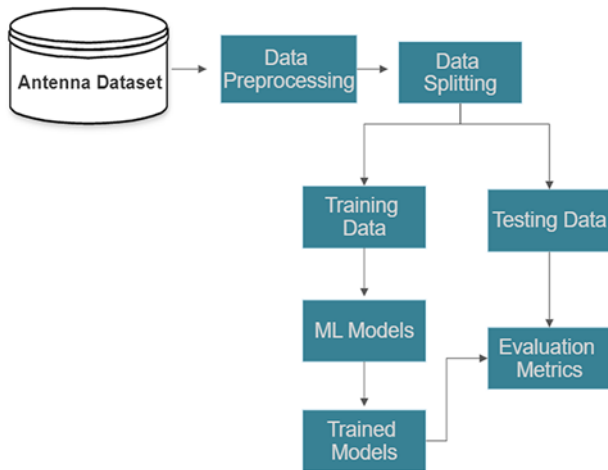 Antenna Dataset
Data
Preprocessing
Data
Splitting
Training
Data
Testing Data
ML Models
Evaluation
Metrics
Trained
Models